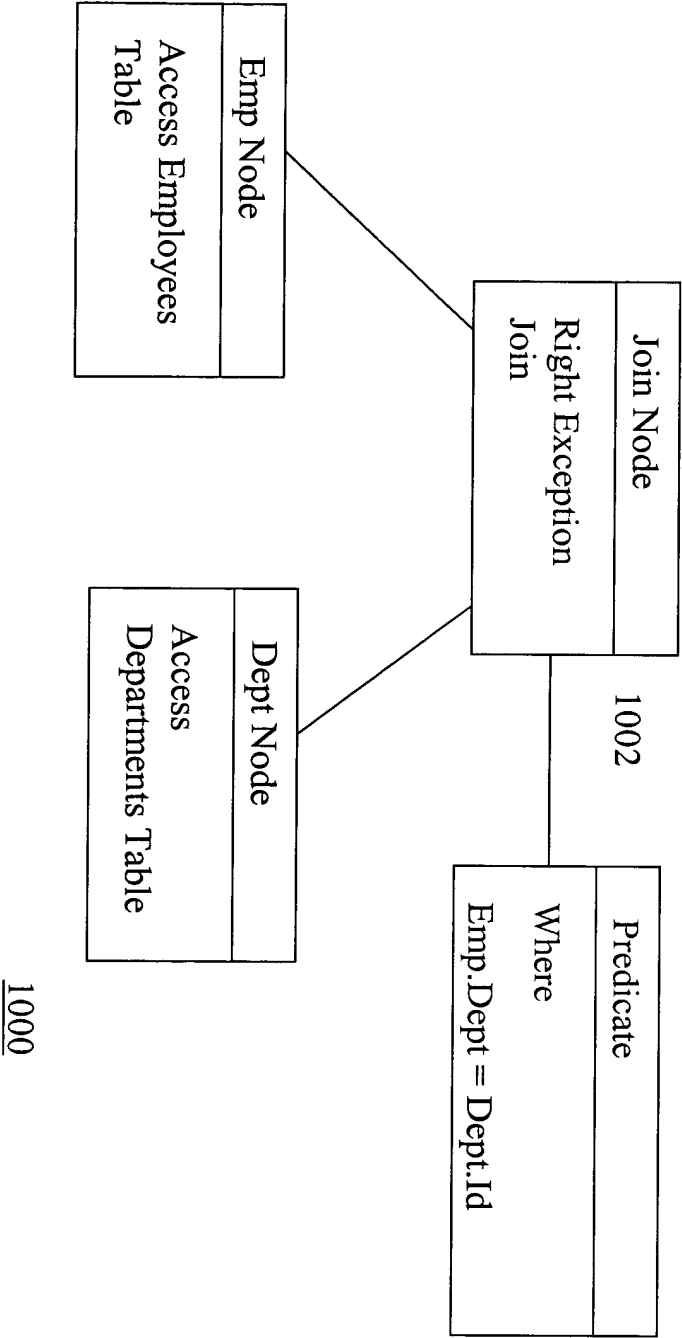 Join Node
Right Exception
Join
1002
Predicate
Where
Emp.Dept = Dept.Id
Emp Node
Access Employees
Table
Dept Node
Access
Departments Table
1000